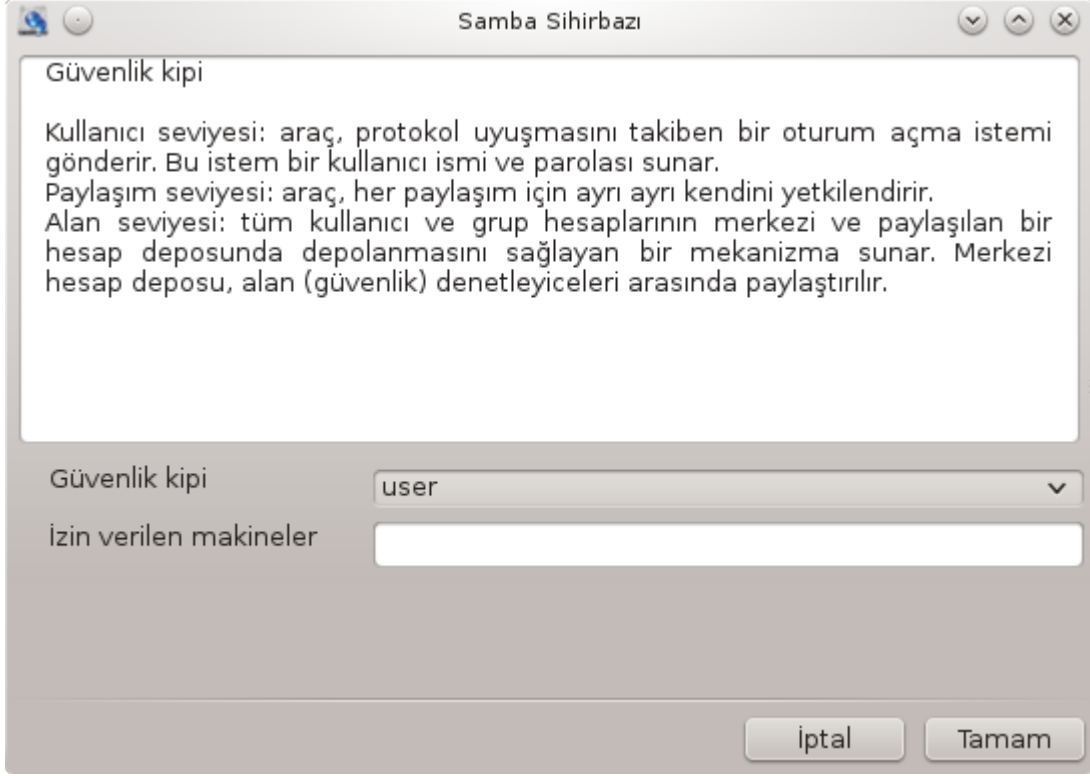 Samba Sihirbazı
Güvenlik kipi
Kullanıcı seviyesi: araç, protokol uyuşmasını takiben bir oturum açma istemi
gönderir. Bu istem bir kullanıcı ismi ve parolası sunar.
Paylaşım seviyesi: araç, her paylaşım için ayrı ayrı kendini yetkilendirir.
Alan seviyesi: tüm kullanıcı ve grup hesaplarının merkezi ve paylaşılan bir
hesap deposunda depolanmasını sağlayan bir mekanizma sunar. Merkezi
hesap deposu, alan (güvenlik) denetleyiceleri arasında paylaştırılır.
Güvenlik kipi
user
İzin verilen makineler
İptal
Tamam